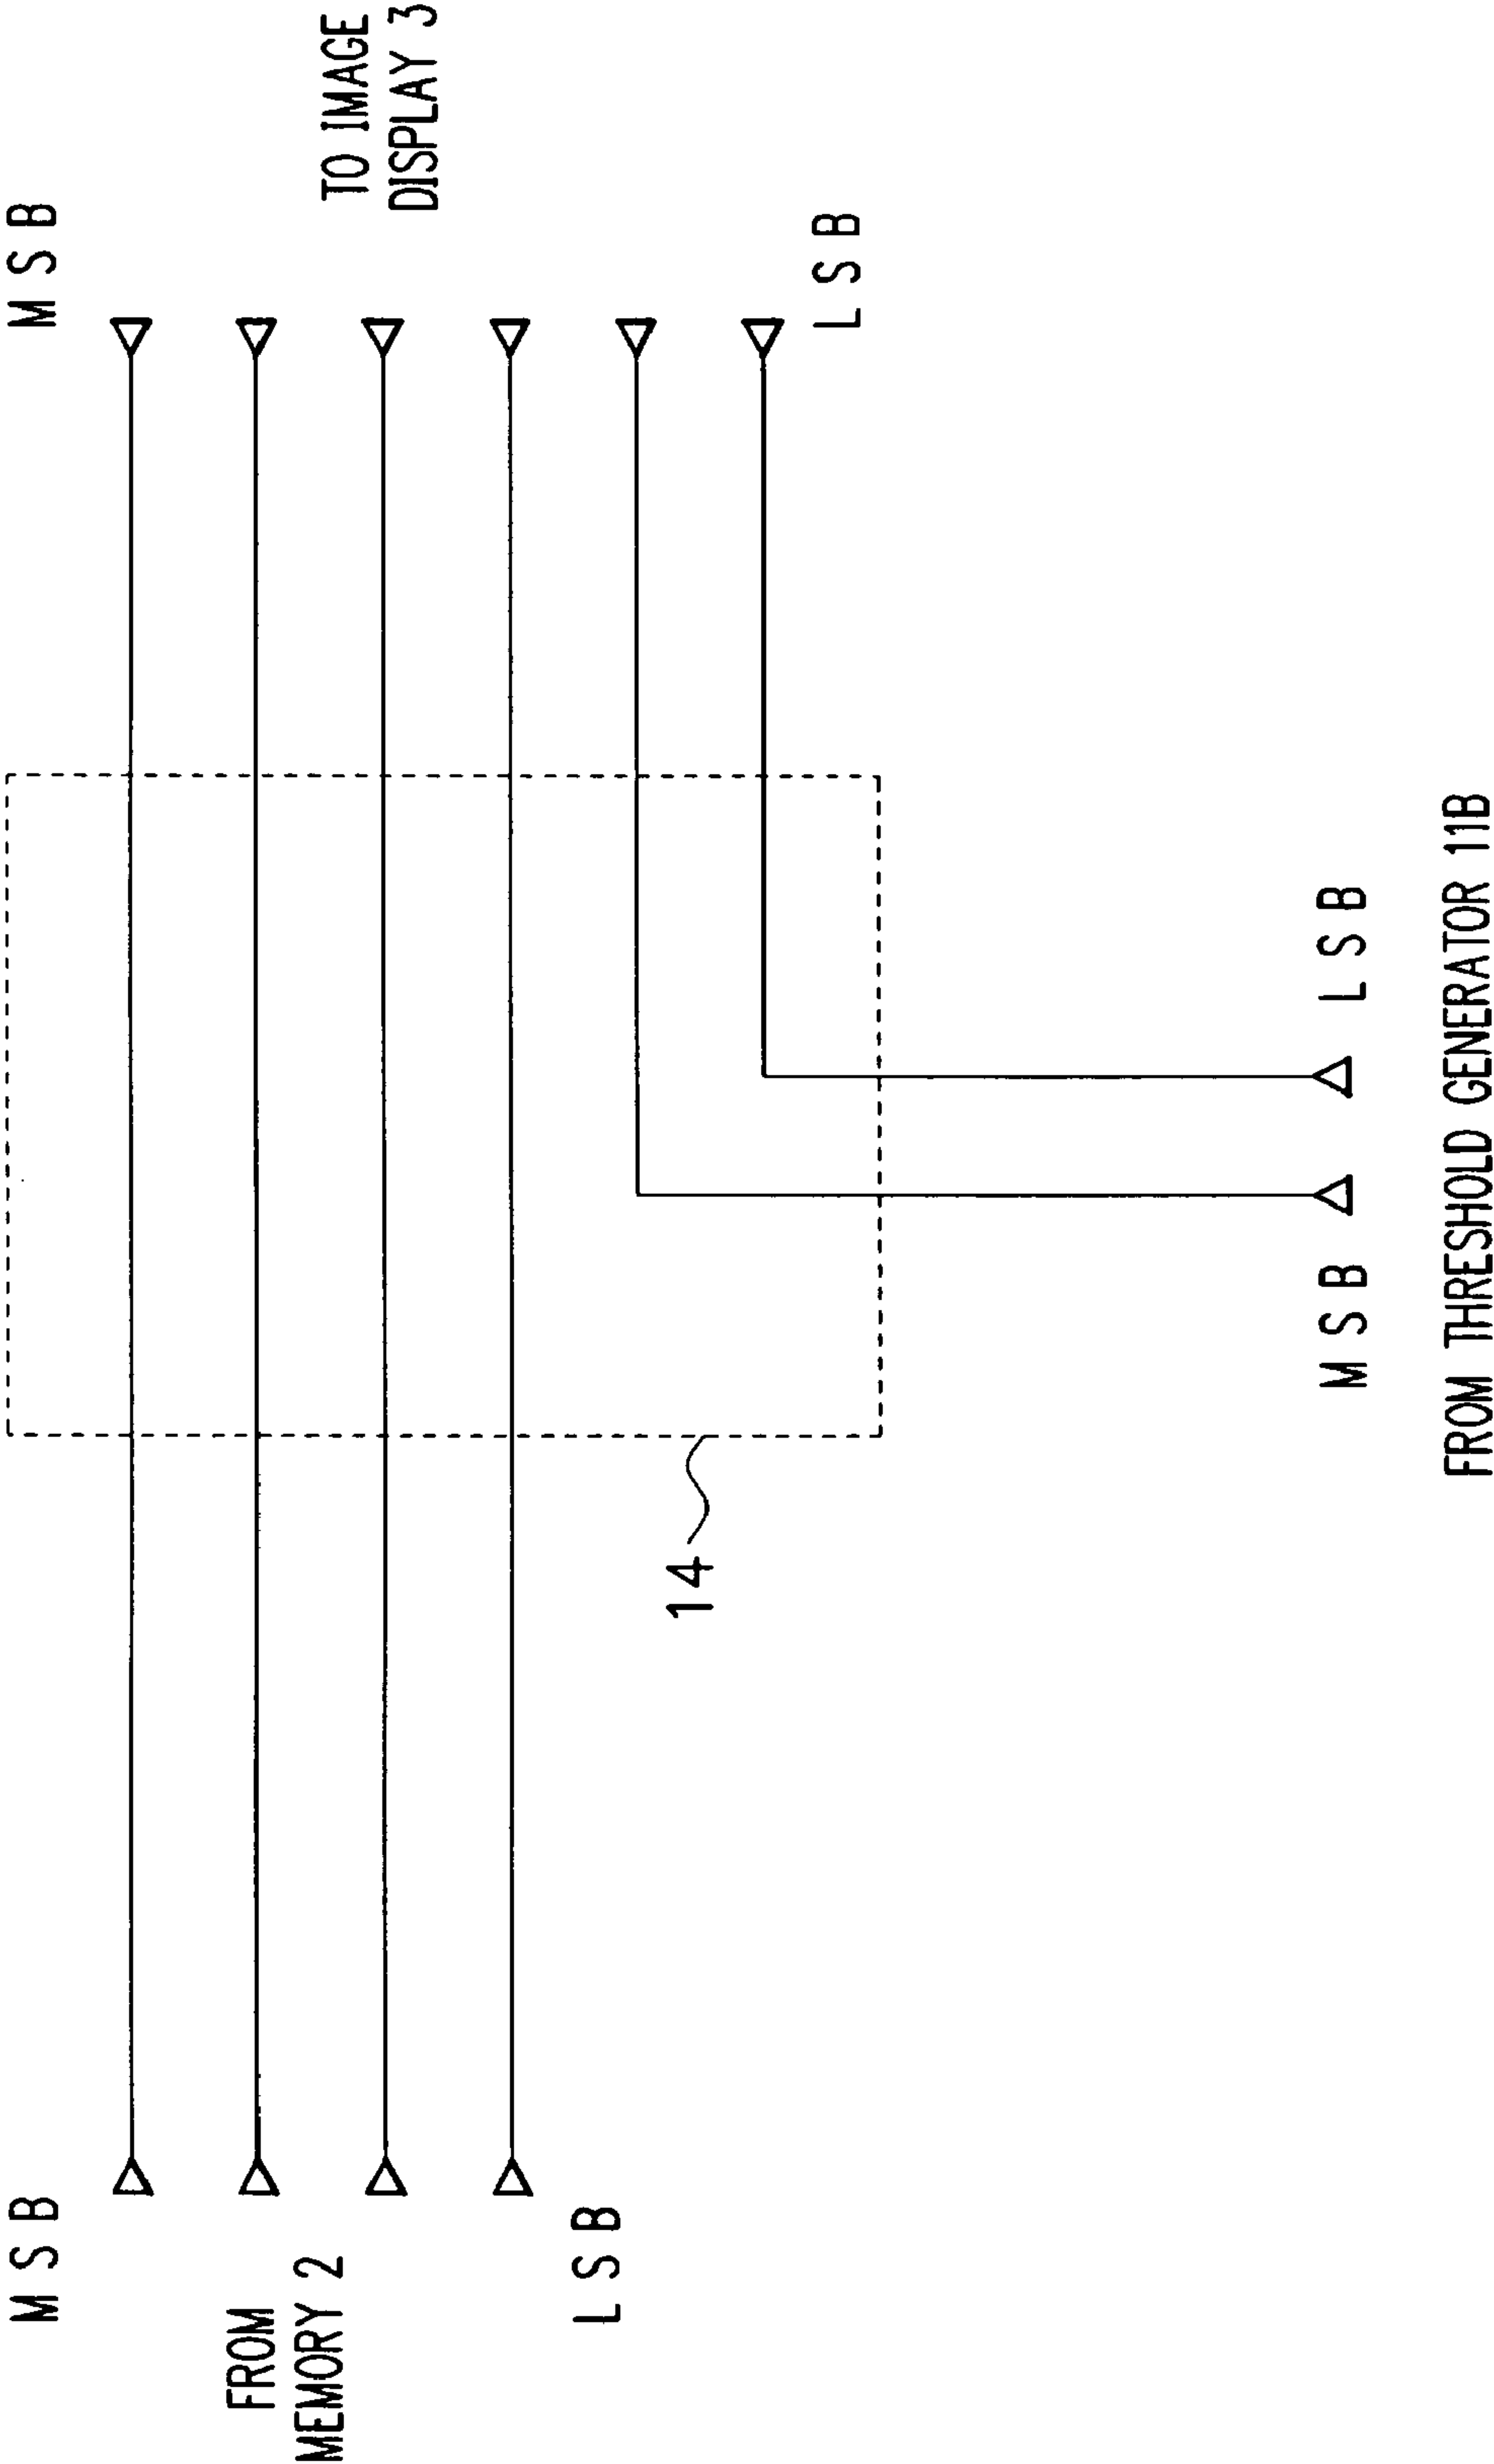 M S B
M S B
FROM
MEMORY 2
TO IMAGE
DISPLAY 3
L S B
14
L S B
M S B
L S B
FROM THRESHOLD GENERATOR 11B